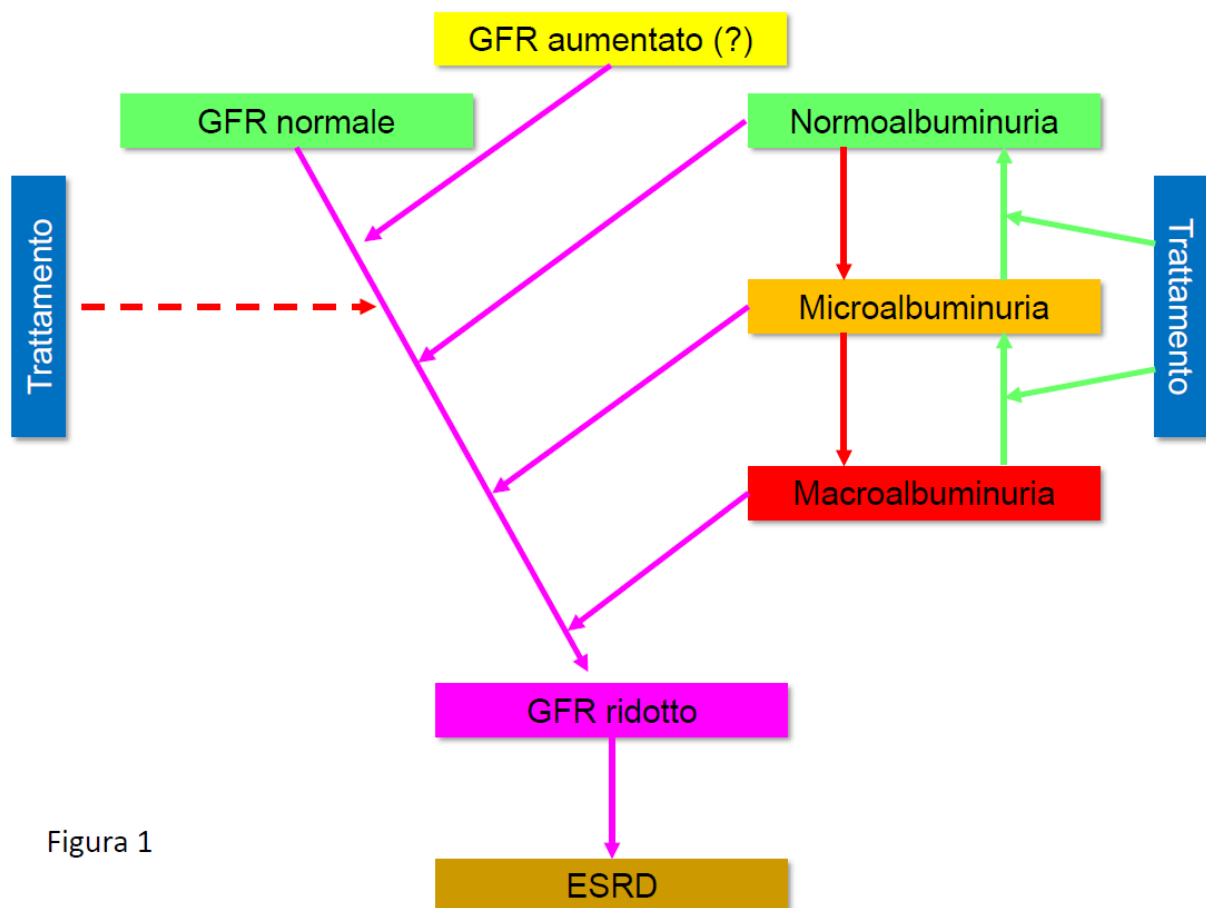 GFR aumentato (?)
GFR normale
Normoalbuminuria
Trattamento
Trattamento
Microalbuminuria
Macroalbuminuria
GFR ridotto
Figura 1
ESRD